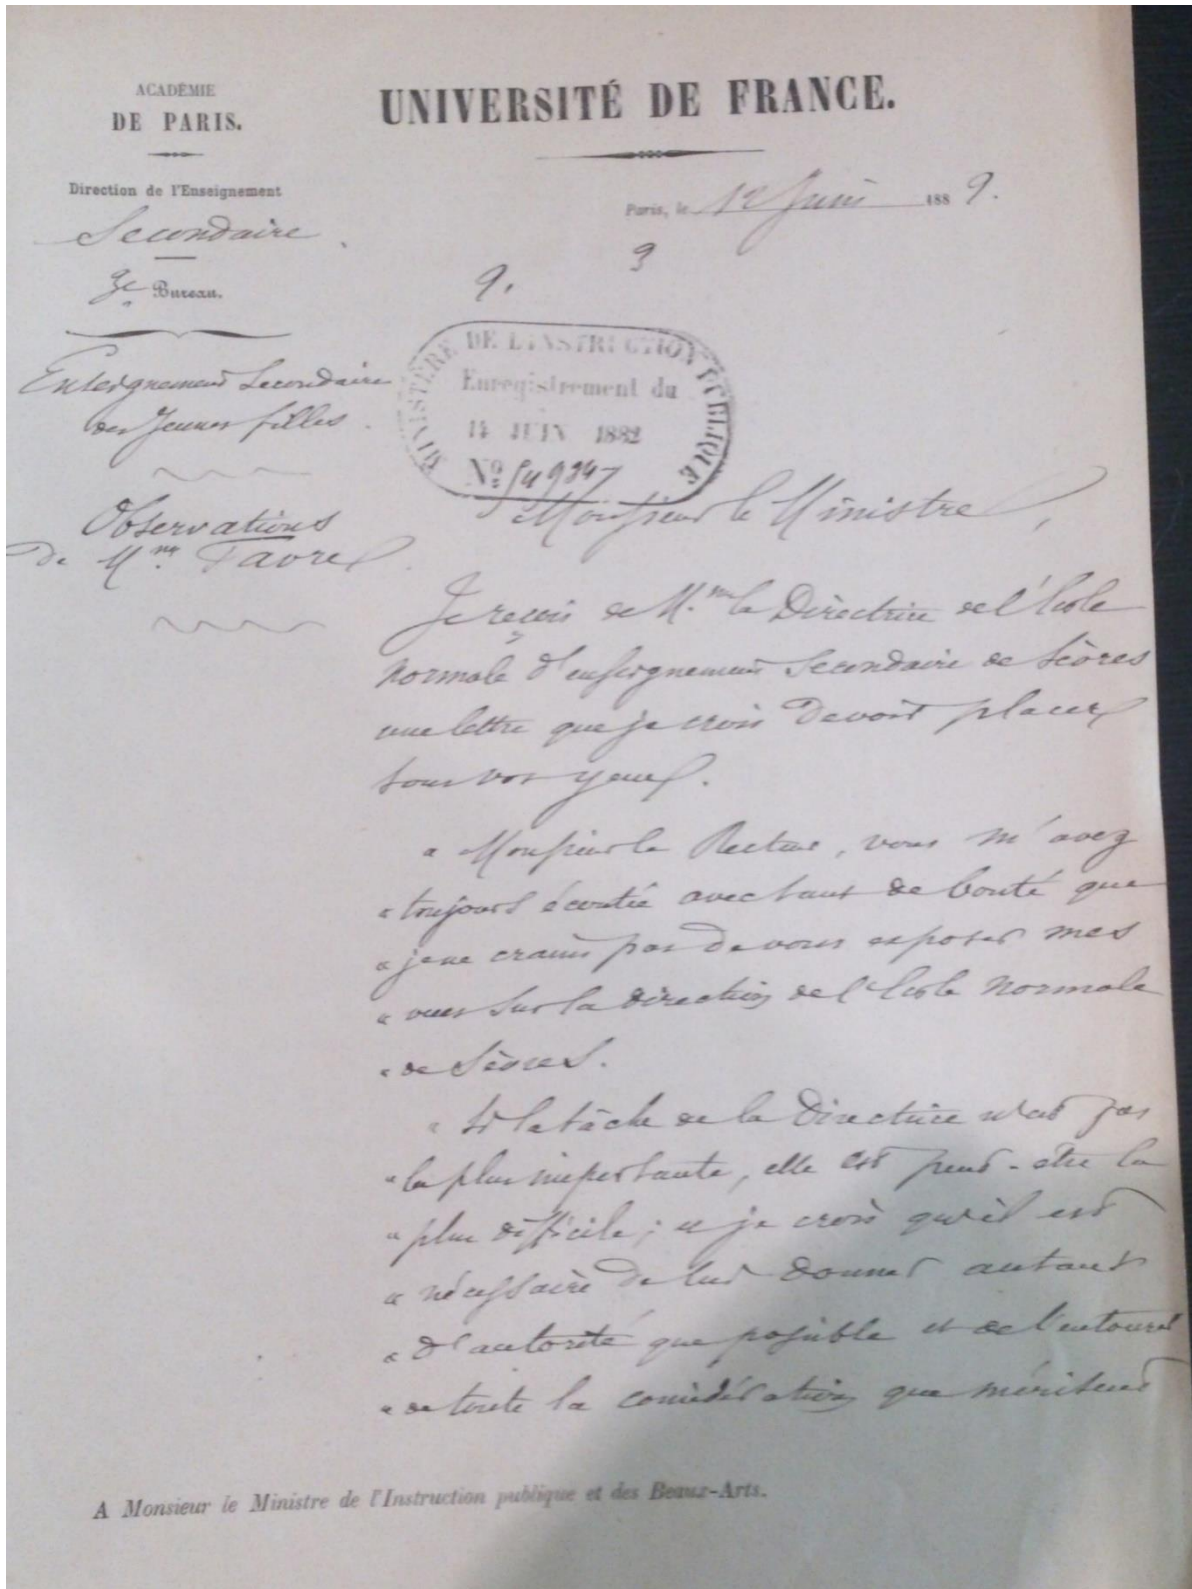 ACADÉMIE
DE PARIS.
Direction de l'Enseignement
Secondaire
3e Bureau.
Enseignement Secondaire
des Jeunes filles
Observations
de Mme Favre
UNIVERSITÉ DE FRANCE.
Paris, le 12 Juin 188
9.
MINISTÈRE DE L'INSTRUCTION PUBLIQUE
Enregistrement du
14 JUIN 1882
No
Monsieur le Ministre,
Je reçois de Mme la Directrice de l'École
normale d'enseignement Secondaire de Sèvres
une lettre que je crois devoir placer
sous vos yeux.
« Monsieur le Recteur, vous m'avez
« toujours écoutée avec tant de bonté que
« je ne crains pas de vous exposer mes
« vues sur la direction de l'École normale
« de Sèvres.
« Si la tâche de la Directrice n'est pas
« la plus importante, elle est peut-être la
« plus difficile ; et je crois qu'il est
« nécessaire de lui donner autant
« d'autorité que possible et de l'entourer
« de toute la considération que méritent
A Monsieur le Ministre de l'Instruction publique et des Beaux-Arts.